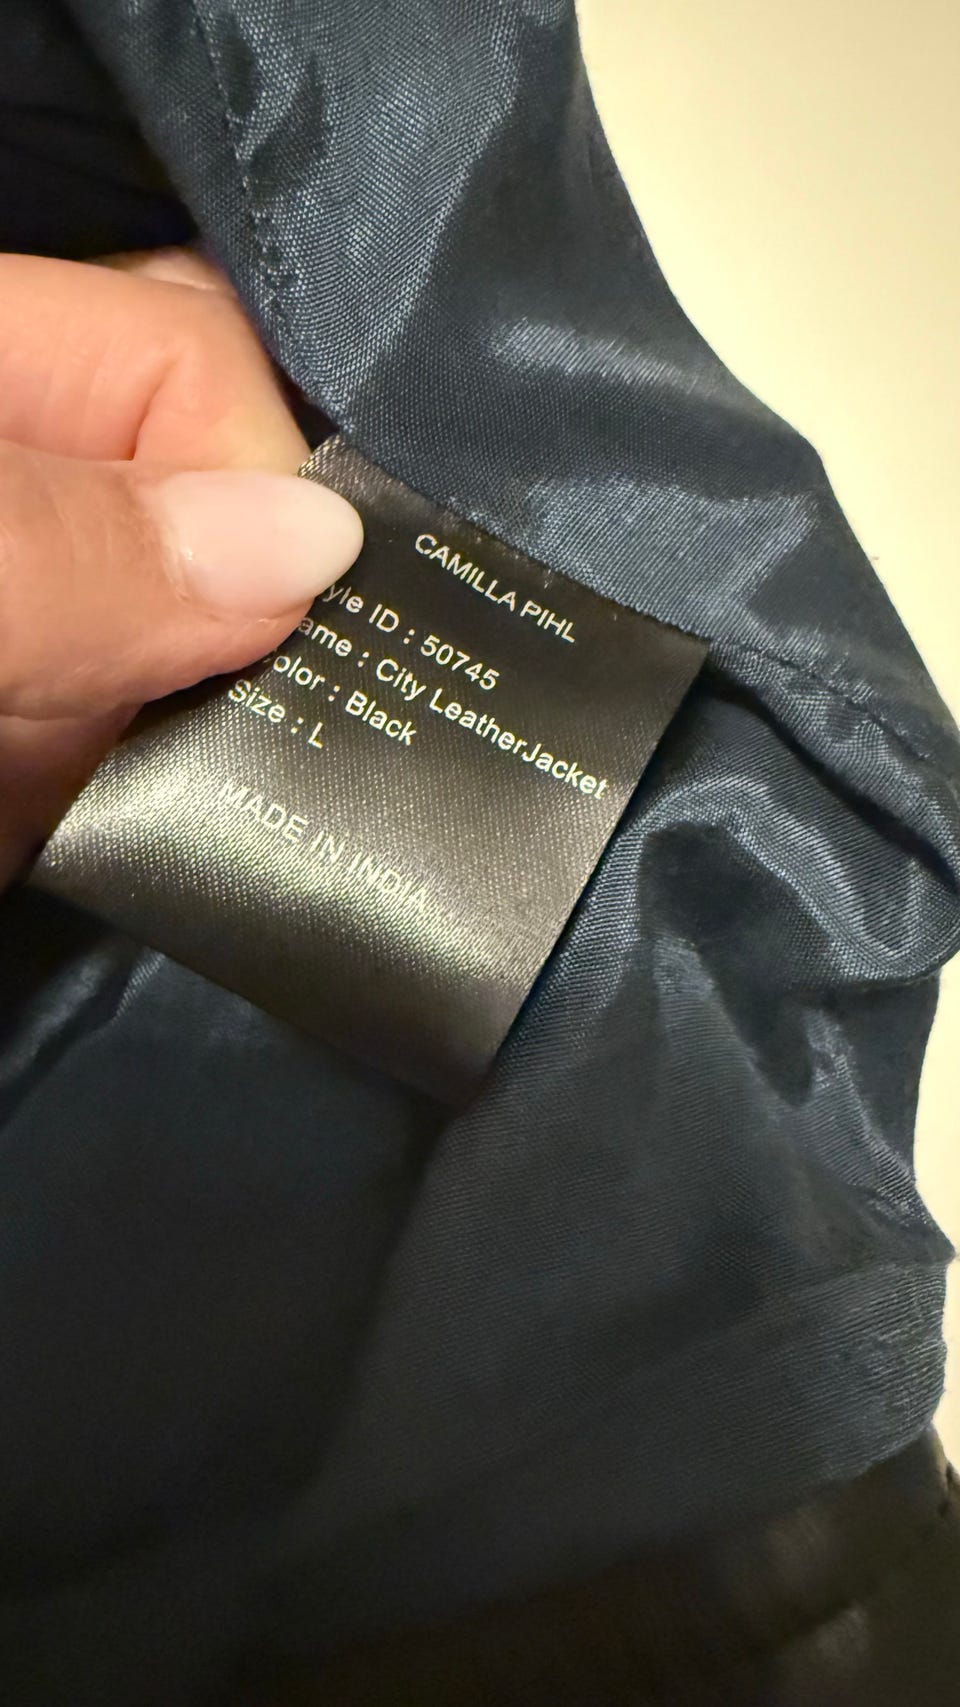 CAMILLA PIHL
yle ID : 50745
ame : City LeatherJacket
olor : Black
Size : L
MADE IN INDIA